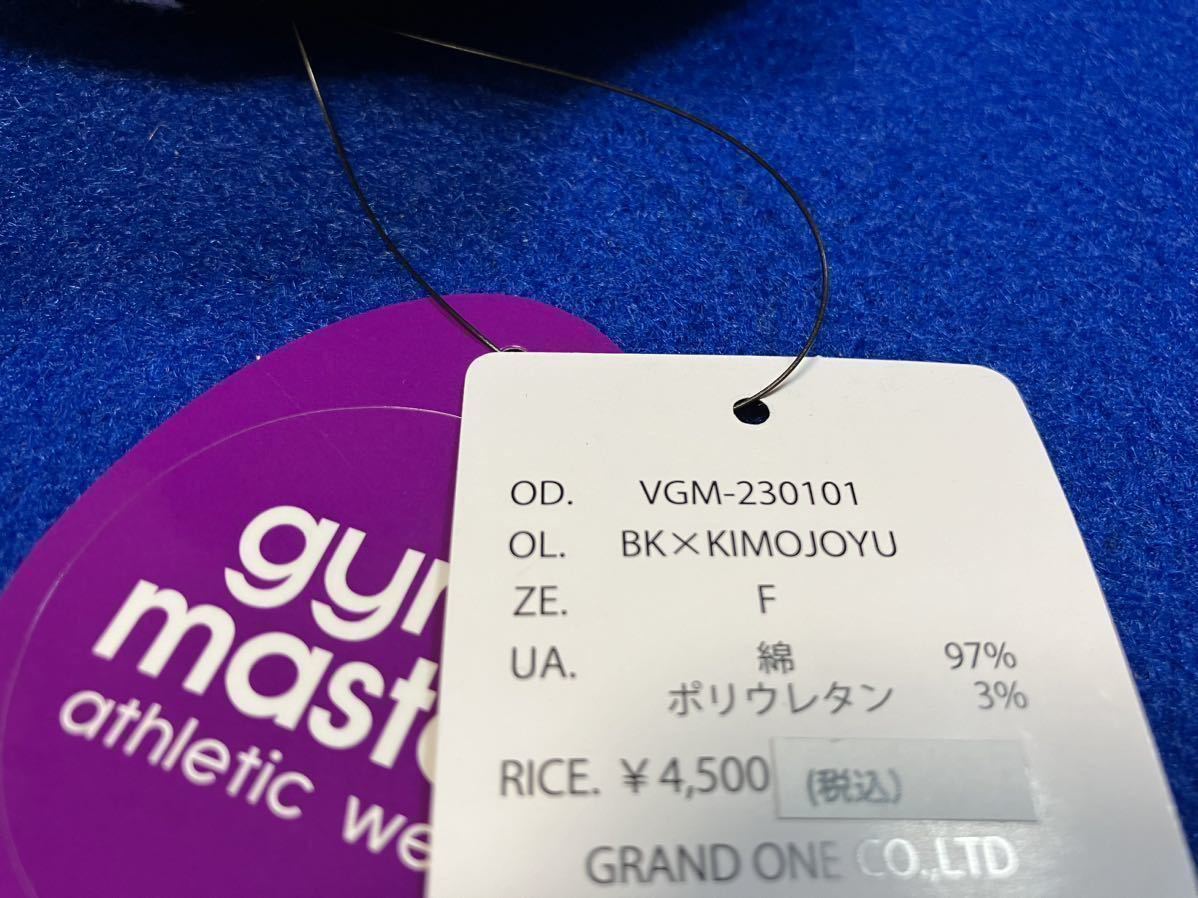 gy
mast
athletic we
OD. VGM-230101
OL. BK×KIMOJOYU
ZE. F
UA. 綿 97%
ポリウレタン 3%
RICE. ￥4,500 (税込)
GRAND ONE CO.,LTD